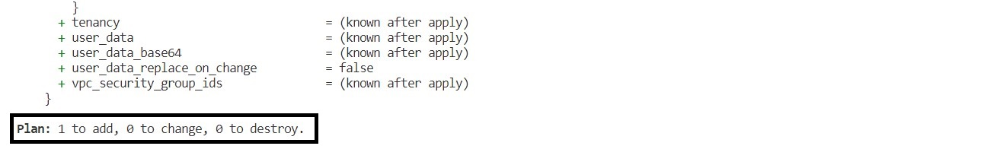 }
+ tenancy = (known after apply)
+ user_data = (known after apply)
+ user_data_base64 = (known after apply)
+ user_data_replace_on_change = false
+ vpc_security_group_ids = (known after apply)
}
Plan: 1 to add, 0 to change, 0 to destroy.